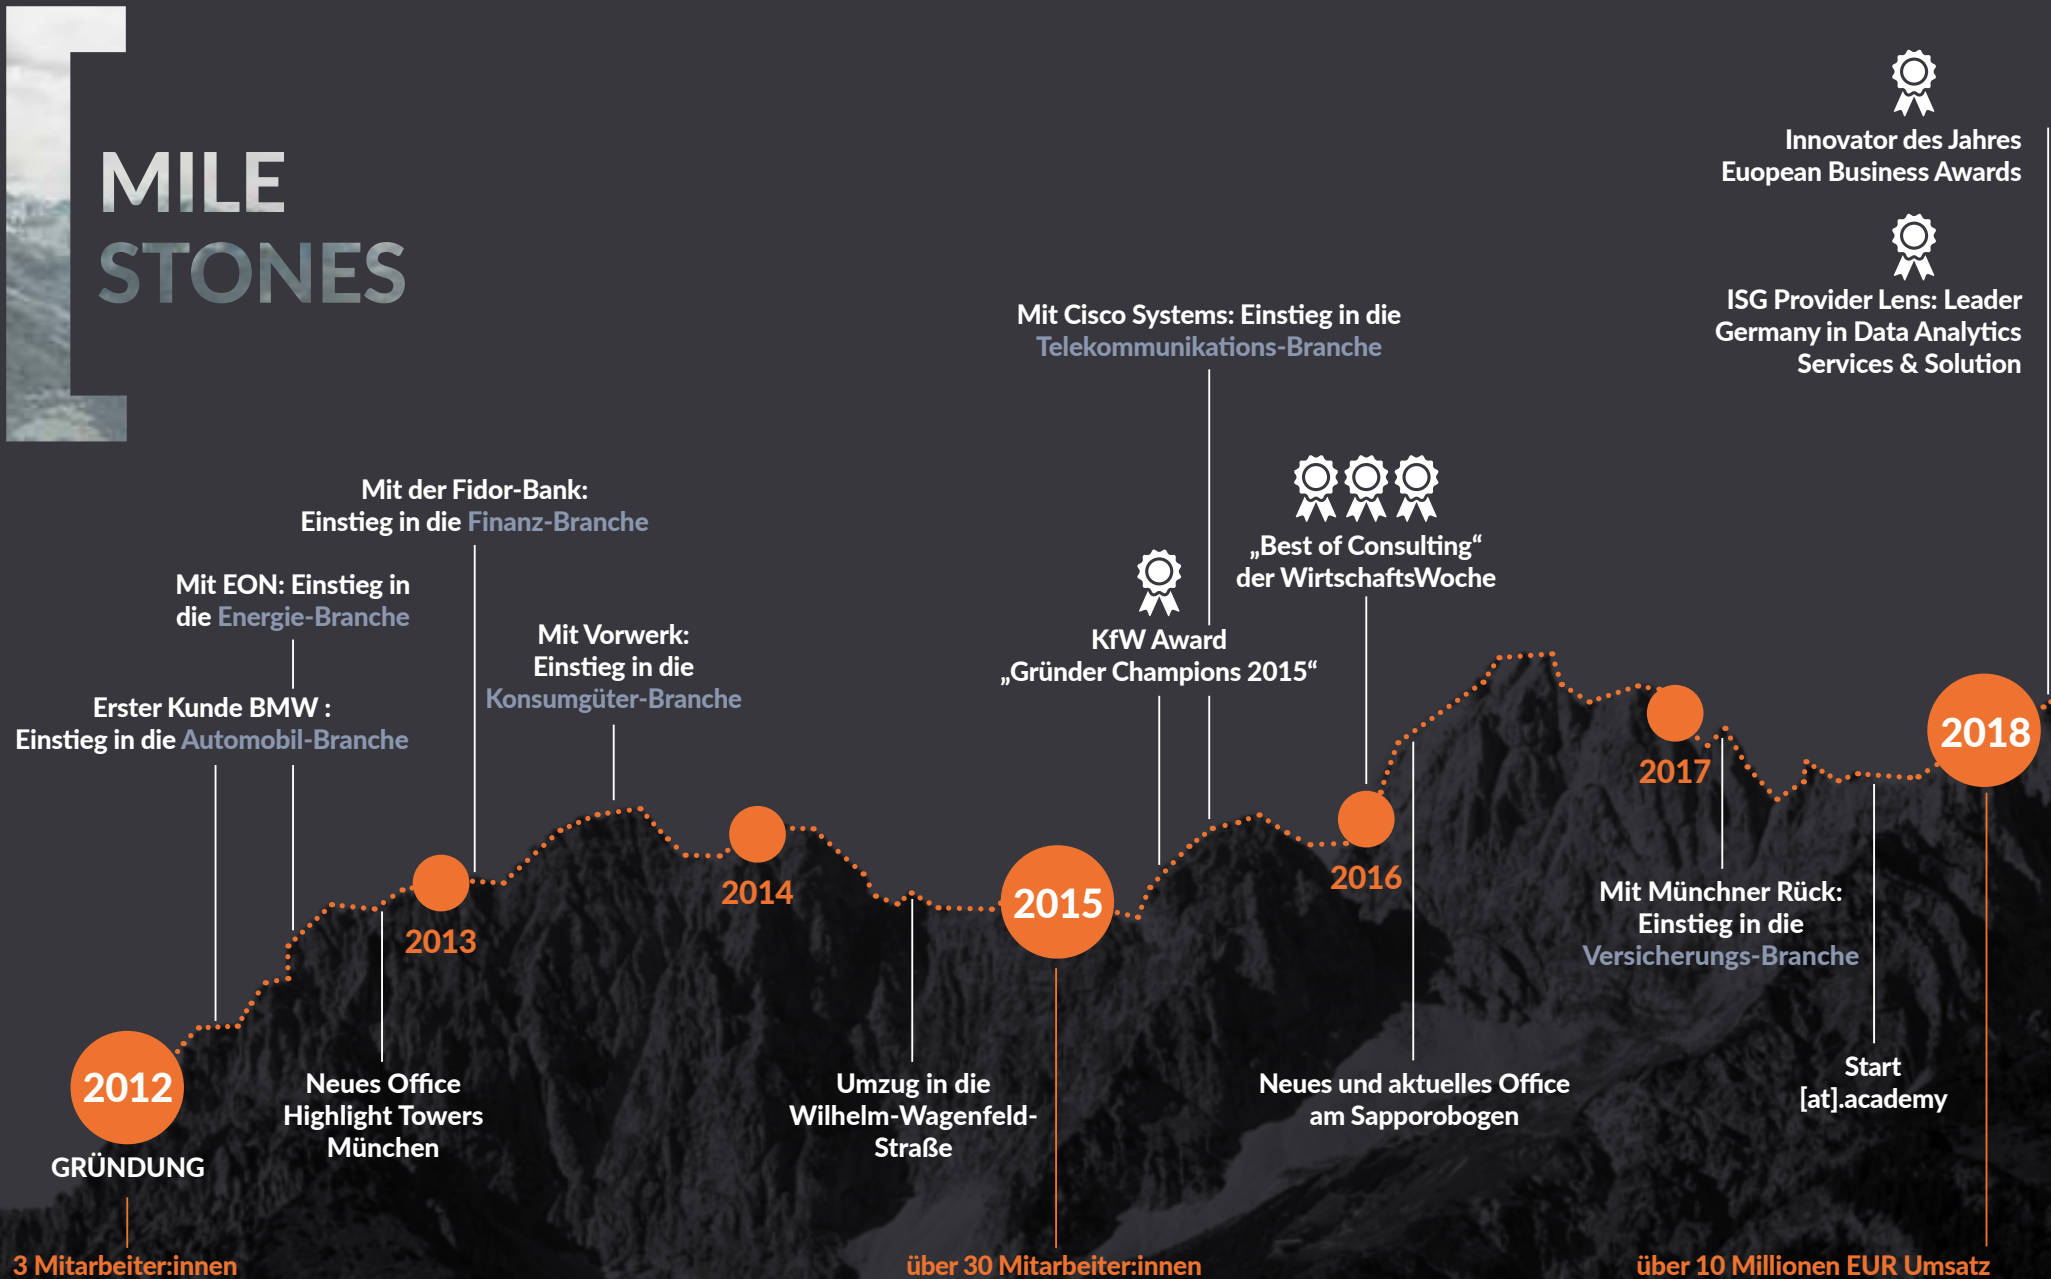 MILE
STONES
Innovator des Jahres
Euopean Business Awards
ISG Provider Lens: Leader
Germany in Data Analytics
Services & Solution
Mit Cisco Systems: Einstieg in die
Telekommunikations-Branche
„Best of Consulting“
der WirtschaftsWoche
Mit der Fidor-Bank:
Einstieg in die Finanz-Branche
Mit EON: Einstieg in
die Energie-Branche
Mit Vorwerk:
Einstieg in die
Konsumgüter-Branche
KfW Award
„Gründer Champions 2015“
Erster Kunde BMW :
Einstieg in die Automobil-Branche
2012
GRÜNDUNG
3 Mitarbeiter:innen
Neues Office
Highlight Towers
München
2013
2014
Umzug in die
Wilhelm-Wagenfeld-
Straße
2015
über 30 Mitarbeiter:innen
2016
Neues und aktuelles Office
am Sapporobogen
2017
Mit Münchner Rück:
Einstieg in die
Versicherungs-Branche
Start
[at].academy
2018
über 10 Millionen EUR Umsatz